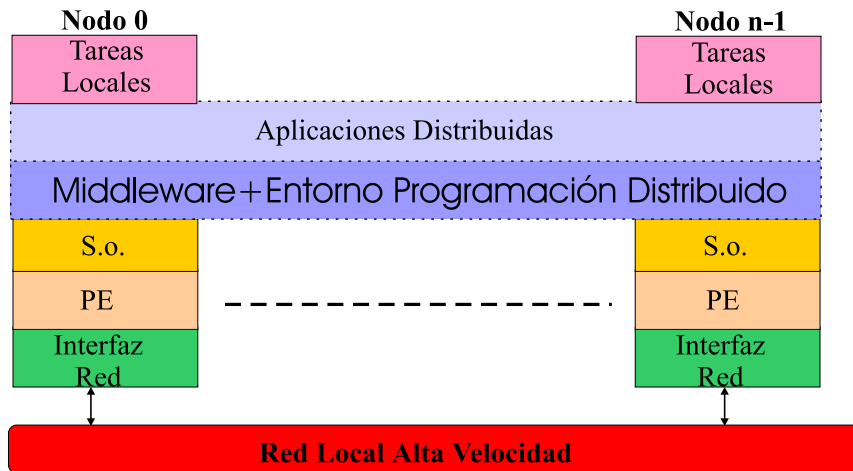 Nodo 0
Nodo n-1
Tareas
Locales
Tareas
Locales
Aplicaciones Distribuidas
Middleware+Entorno Programación Distribuido
S.o.
S.o.
PE
PE
Interfaz
Red
Interfaz
Red
Red Local Alta Velocidad